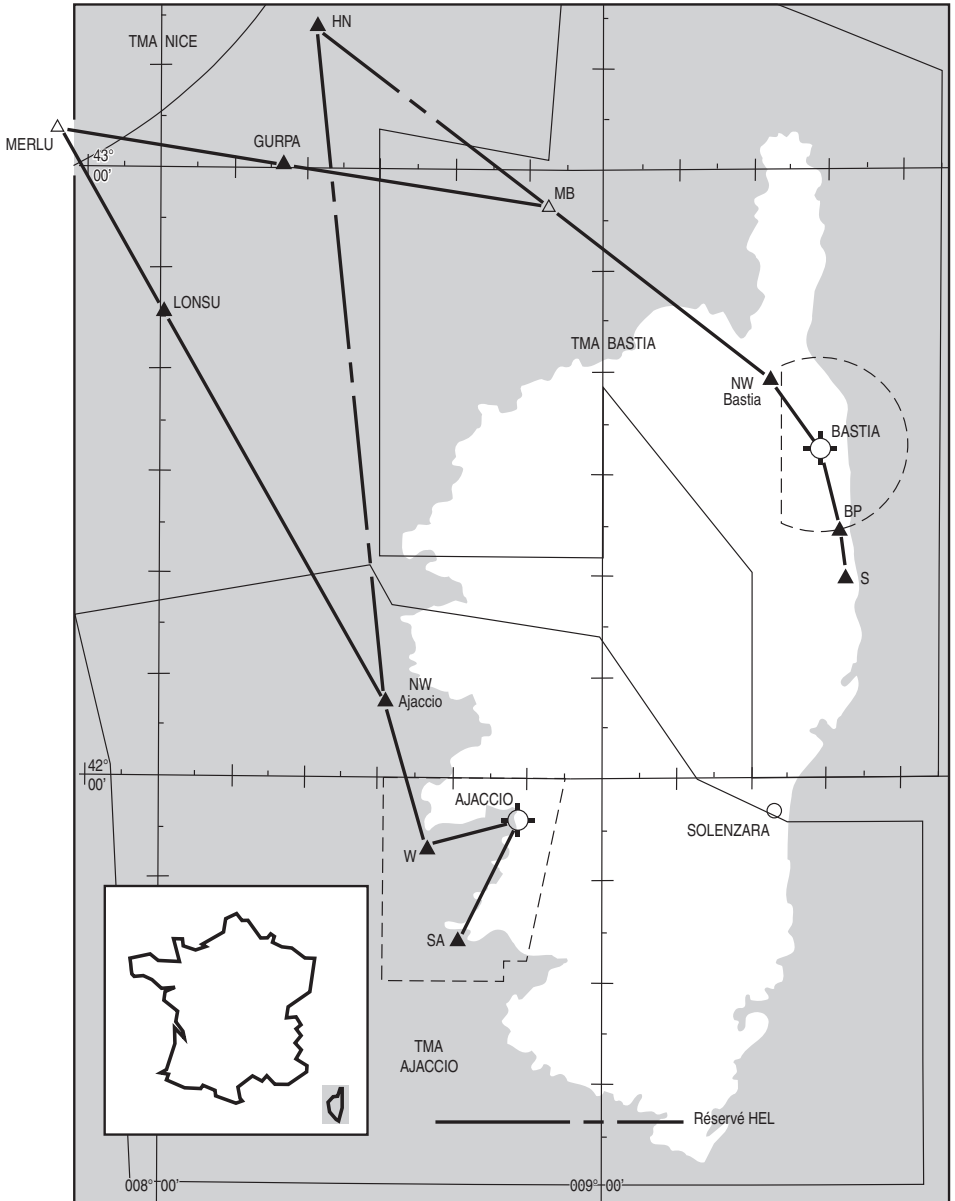 HN
TMA NICE
MERLU
GURPA
43°
00'
MB
LONSU
TMA BASTIA
NW
Bastia
BASTIA
BP
S
NW
Ajaccio
42°
00'
AJACCIO
SOLENZARA
W
SA
TMA
AJACCIO
Réservé HEL
008° 00'
009° 00'